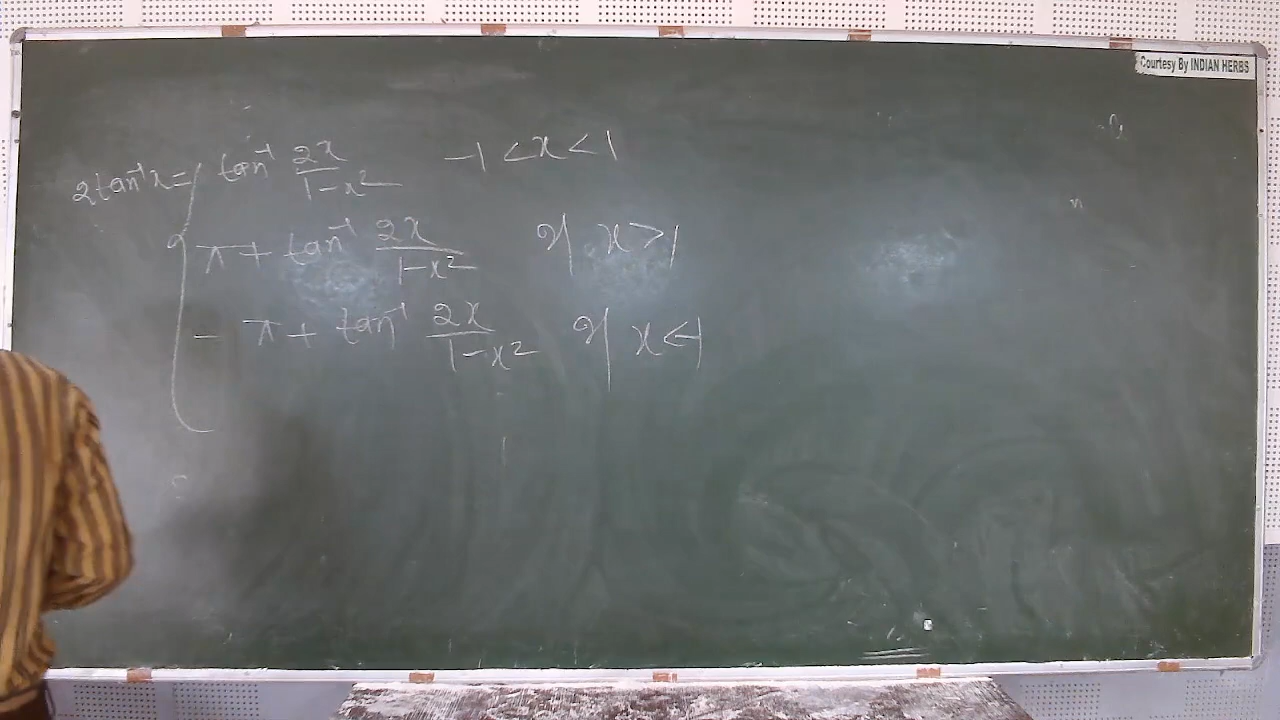 Courtesy By INDIAN HERBS
2tan⁻¹x = { tan⁻¹ 2x/(1-x²) -1 < x < 1
π + tan⁻¹ 2x/(1-x²) if x > 1
- π + tan⁻¹ 2x/(1-x²) if x < -1